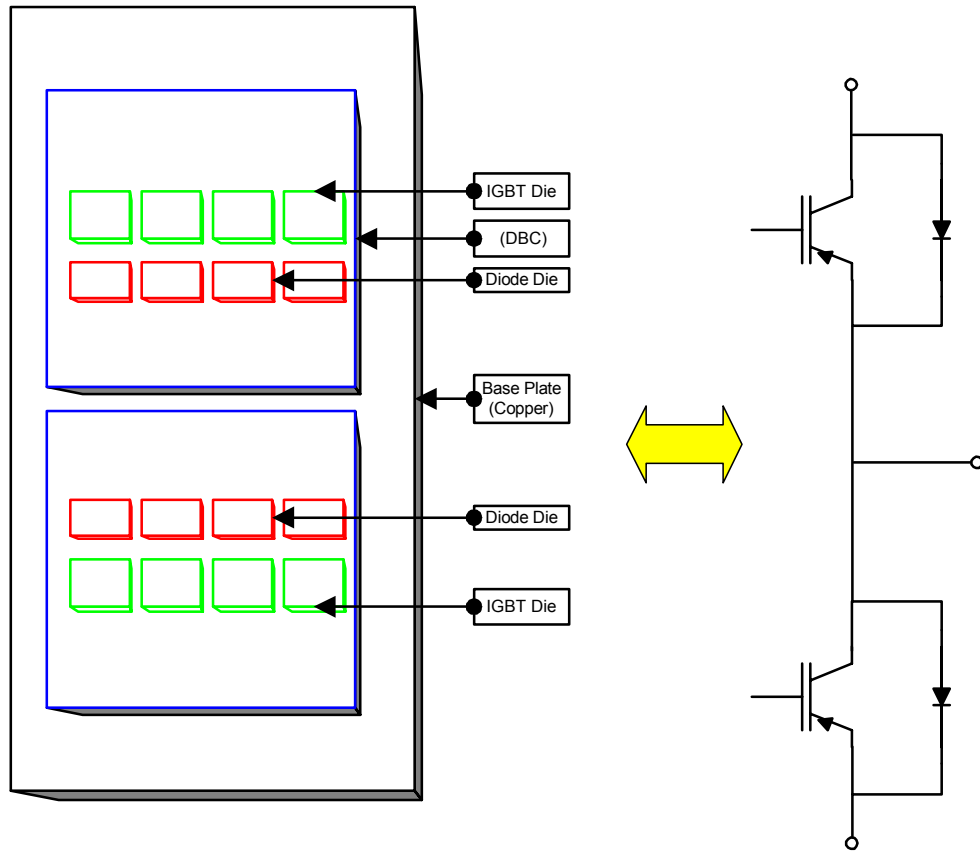 IGBT Die
(DBC)
Diode Die
Base Plate
(Copper)
Diode Die
IGBT Die